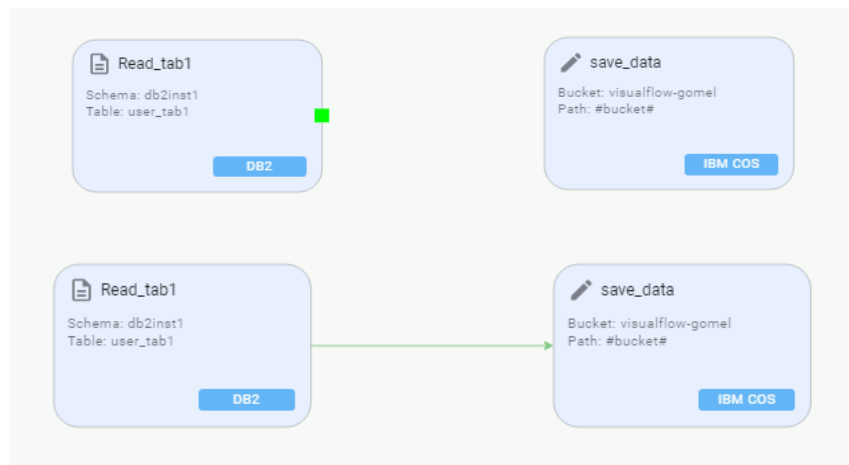 Read_tab1
Schema: db2inst1
Table: user_tab1
DB2
save_data
Bucket: visualflow-gomel
Path: #bucket#
IBM COS
Read_tab1
Schema: db2inst1
Table: user_tab1
DB2
save_data
Bucket: visualflow-gomel
Path: #bucket#
IBM COS